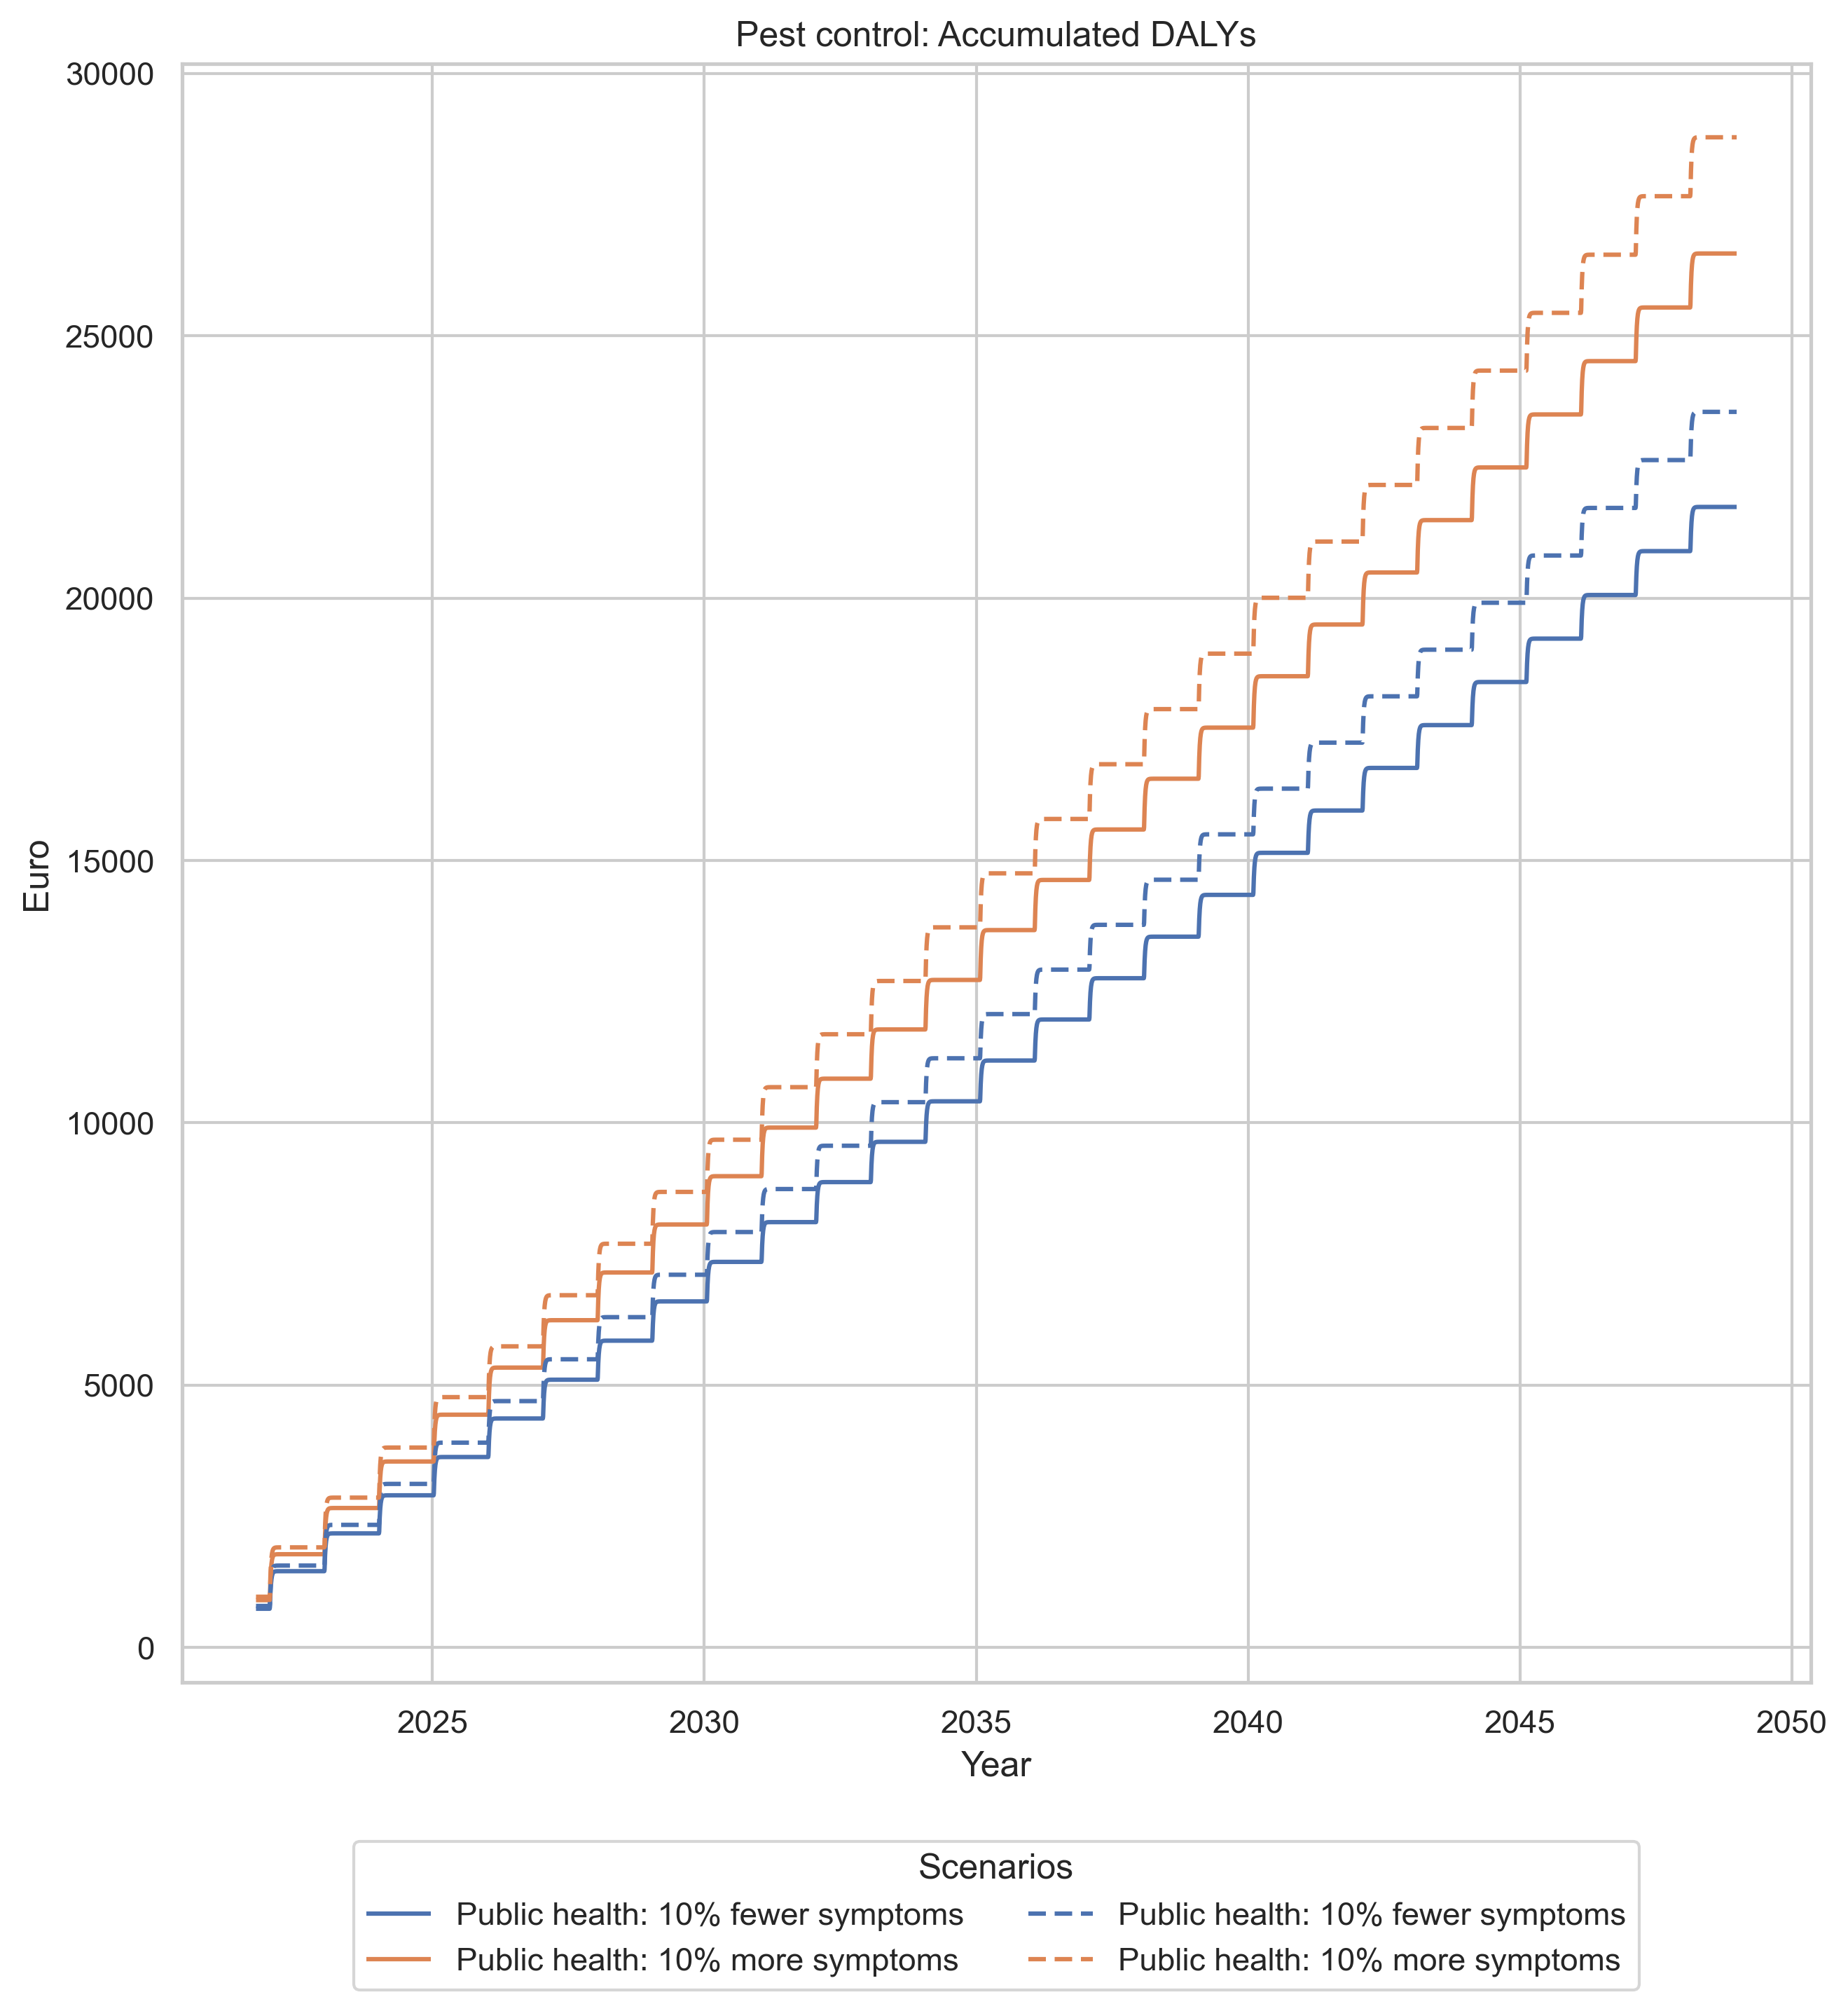 Pest control: Accumulated DALYs
30000
25000
20000
15000
10000
5000
0
Euro
2025 2030 2035 2040 2045 2050
Year
Scenarios
Public health: 10% fewer symptoms Public health: 10% fewer symptoms
Public health: 10% more symptoms Public health: 10% more symptoms